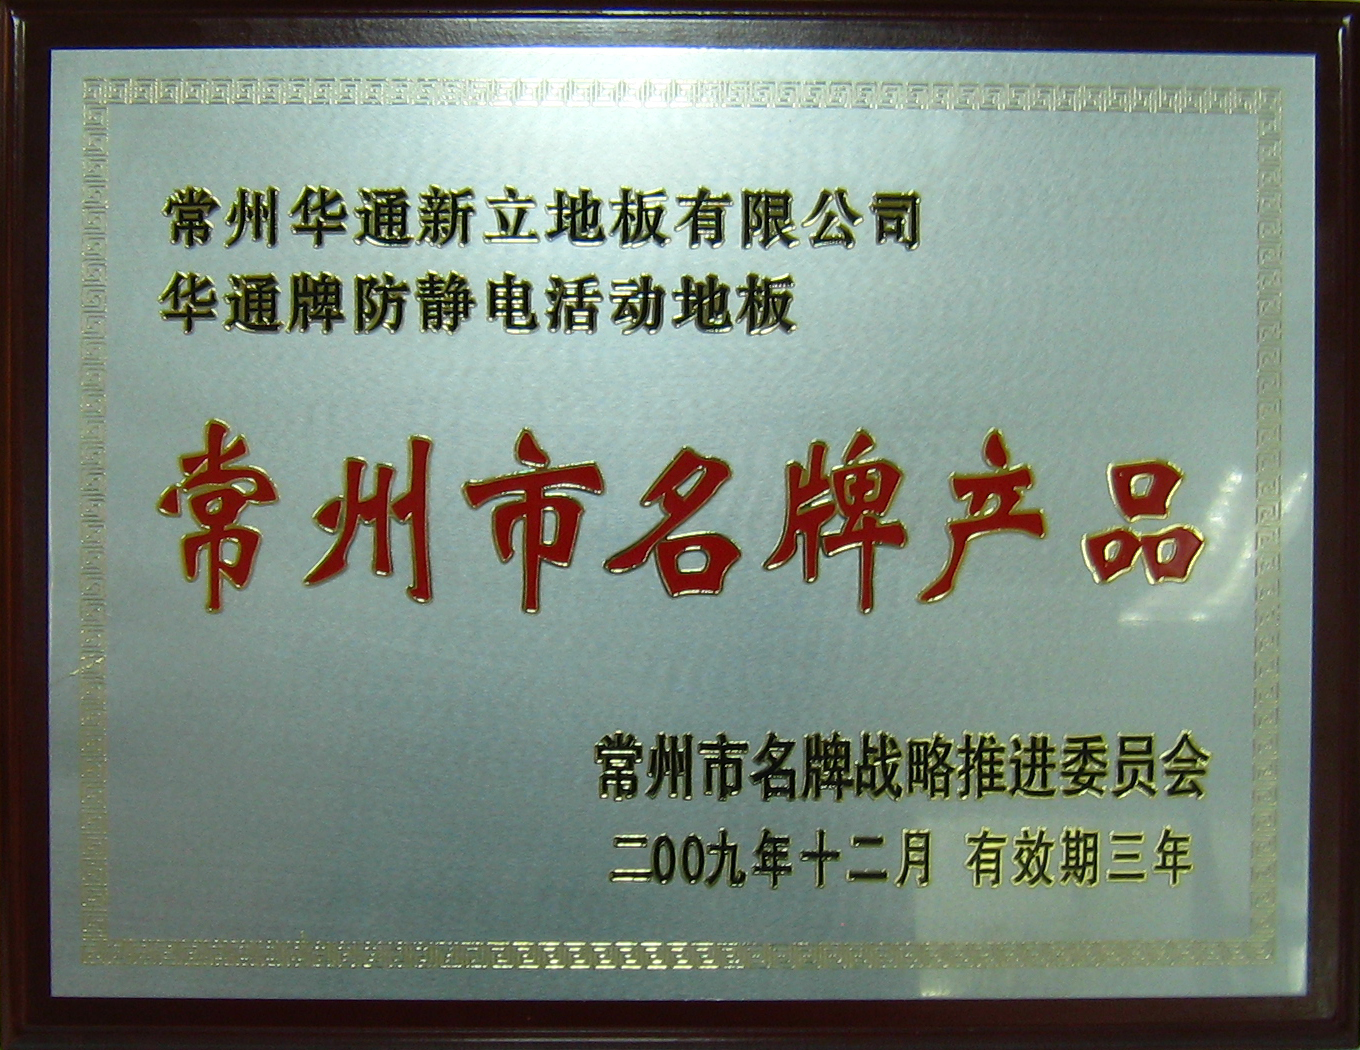 常州华通新立地板有限公司
华通牌防静电活动地板
常州市名牌产品
常州市名牌战略推进委员会
二00九年十二月 有效期三年